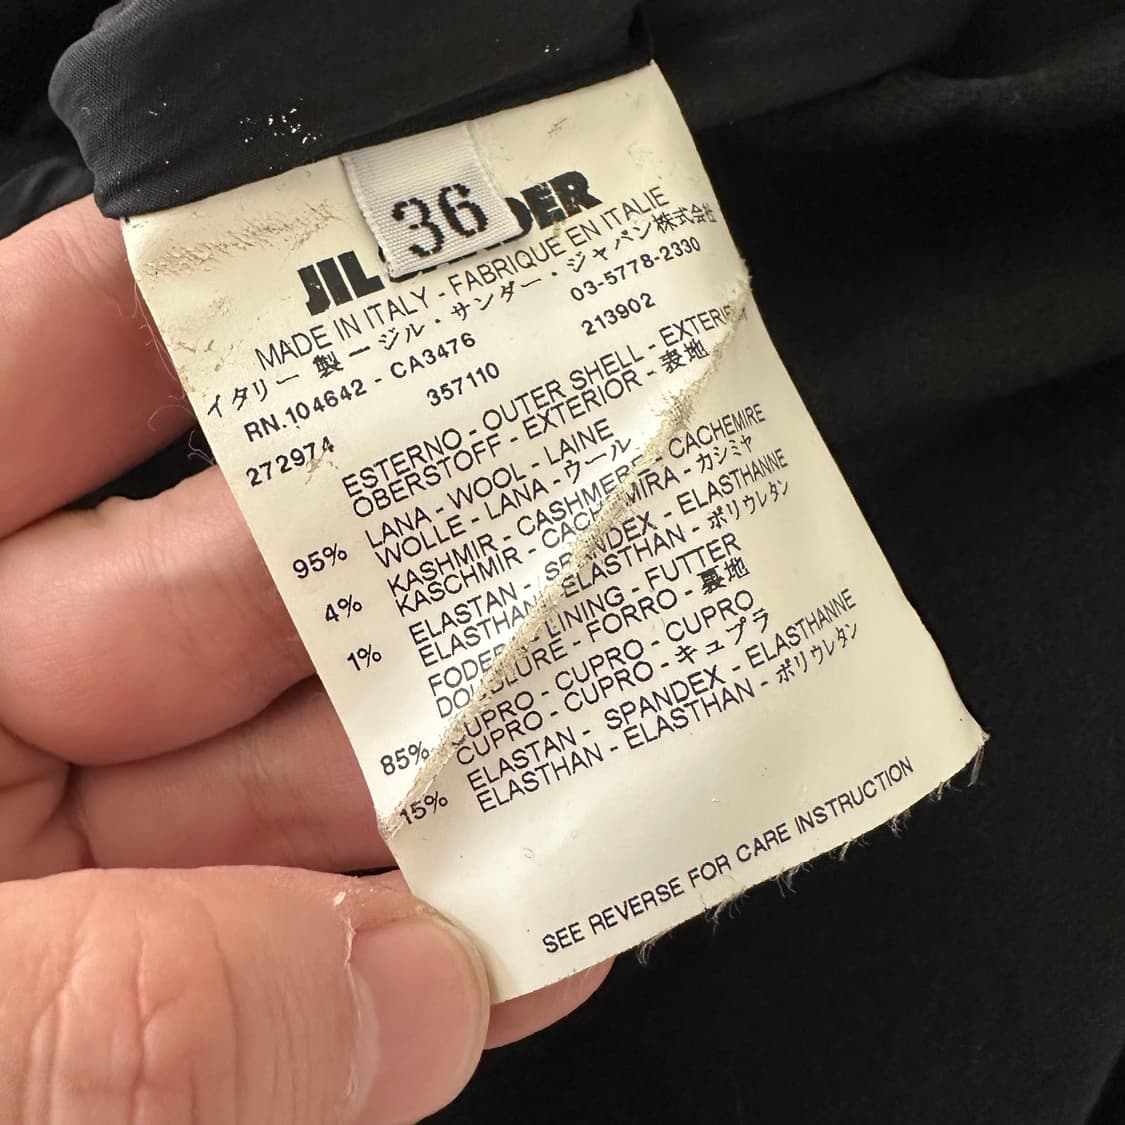 36
JIL SANDER
MADE IN ITALY - FABRIQUE EN ITALIE
イタリー 製 ー ジル・サンダー・ジャパン株式会社
RN.104642 - CA3476 03-5778-2330
272974 357110 213902
ESTERNO - OUTER SHELL - EXTERIEUR
OBERSTOFF - EXTERIOR - 表地
95% LANA - WOOL - LAINE
WOLLE - LANA - ウール
4% KASHMIR - CASHMERE - CACHEMIRE
KASCHMIR - CACHEMIRA - カシミヤ
1% ELASTAN - SPANDEX - ELASTHANNE
ELASTHAN - ELASTHAN - ポリウレタン
FODERA - LINING - FUTTER
DOUBLURE - FORRO - 裏地
85% CUPRO - CUPRO - CUPRO
CUPRO - CUPRO - キュプラ
15% ELASTAN - SPANDEX - ELASTHANNE
ELASTHAN - ELASTHAN - ポリウレタン
SEE REVERSE FOR CARE INSTRUCTION